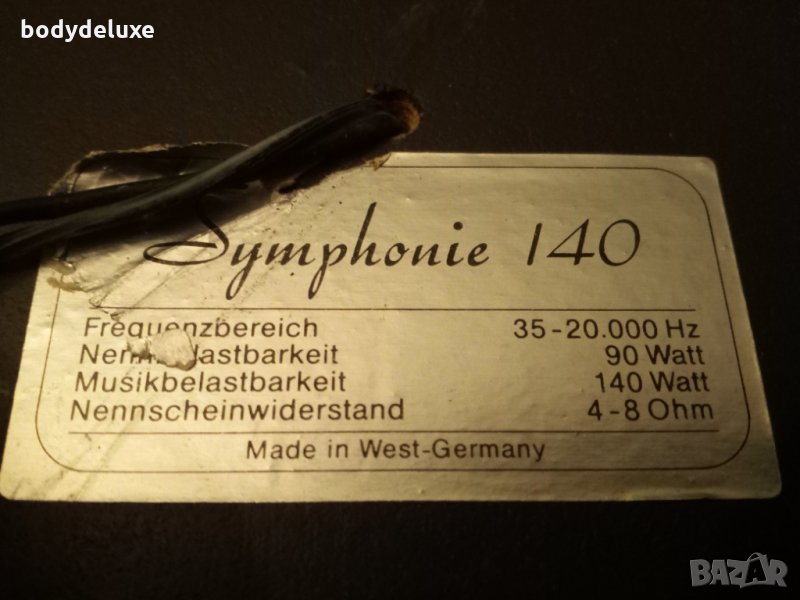 bodydeluxe
Symphonie 140
Frequenzbereich 35-20.000 Hz
90 Watt
Musikbelastbarkeit 140 Watt
Nennscheinwiderstand 4-8 Ohm
Made in West-Germany
BAZAR